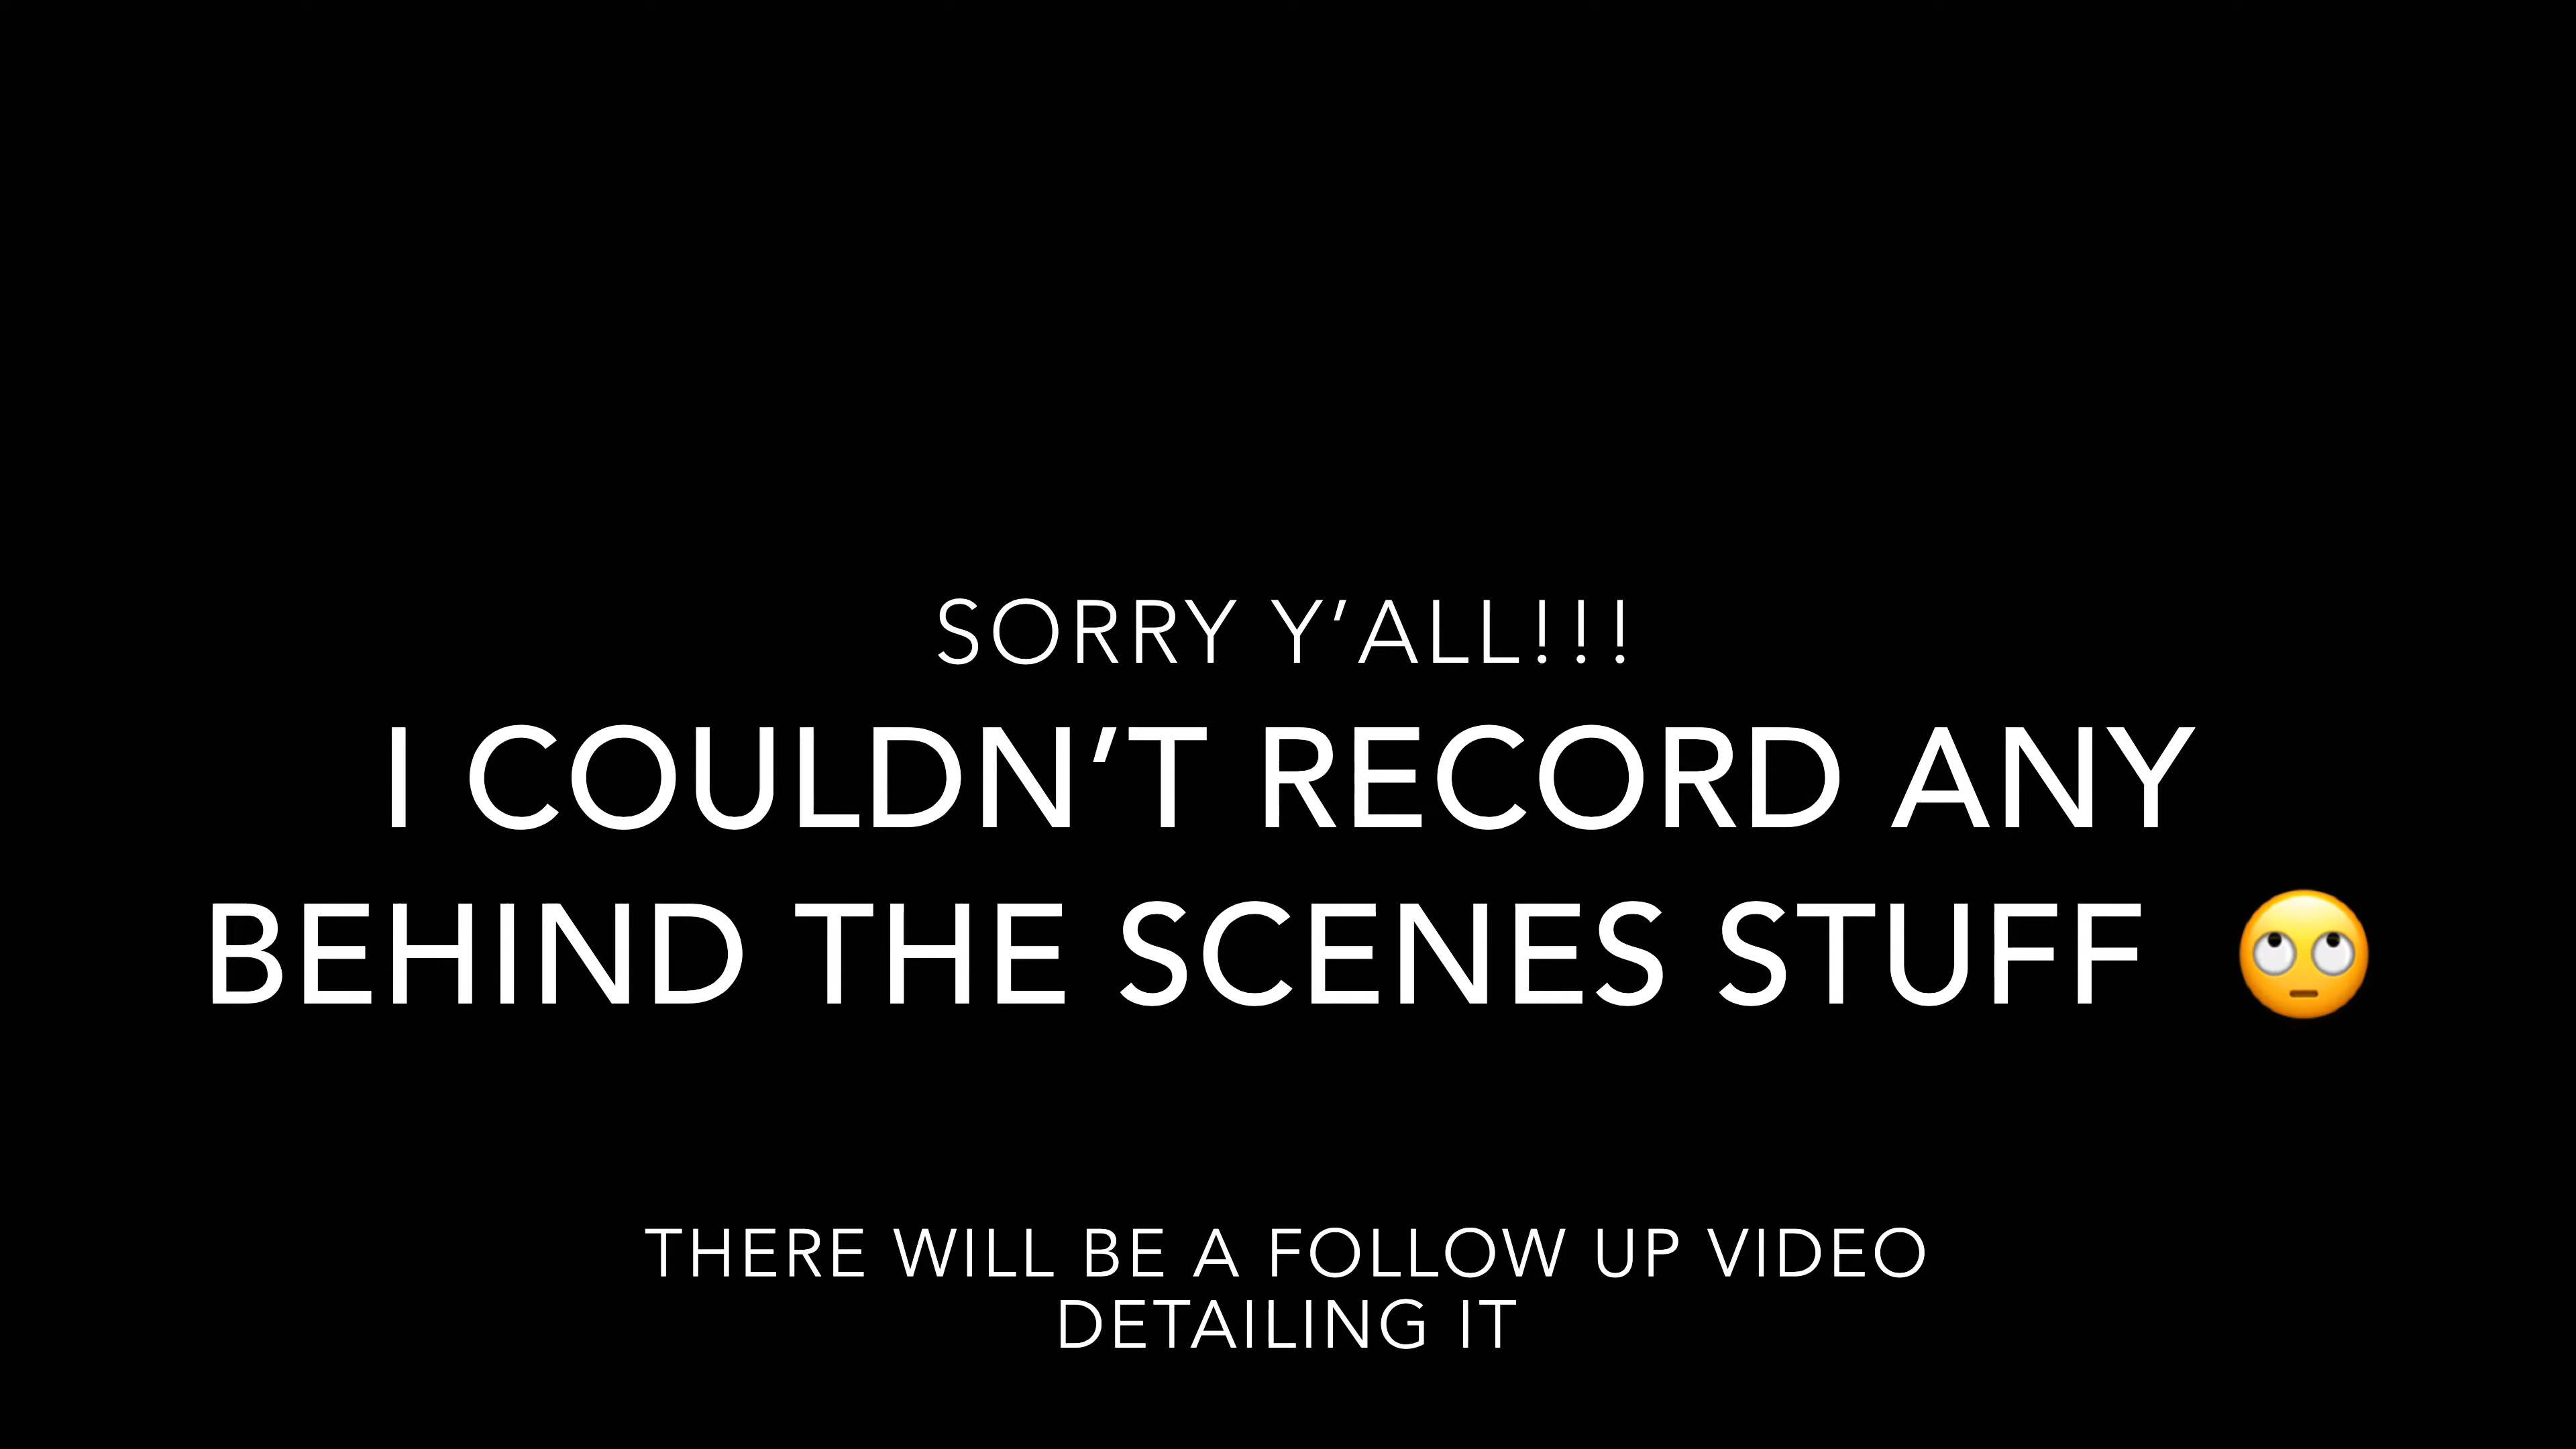 SORRY Y’ALL!!!
I COULDN’T RECORD ANY
BEHIND THE SCENES STUFF 🙄
THERE WILL BE A FOLLOW UP VIDEO
DETAILING IT